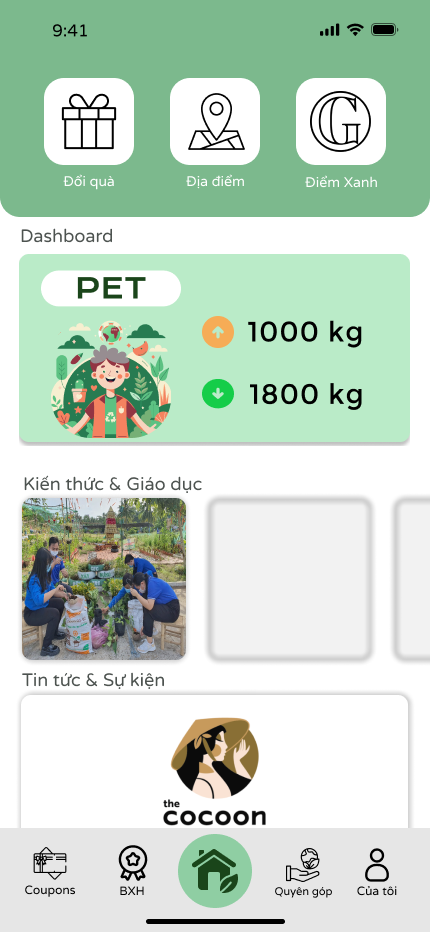 9:41
Đổi quà
Địa điểm
Điểm Xanh
Dashboard
PET
1000 kg
1800 kg
Kiến thức & Giáo dục
Tin tức & Sự kiện
the
cocoon
Coupons
BXH
Quyên góp
Của tôi